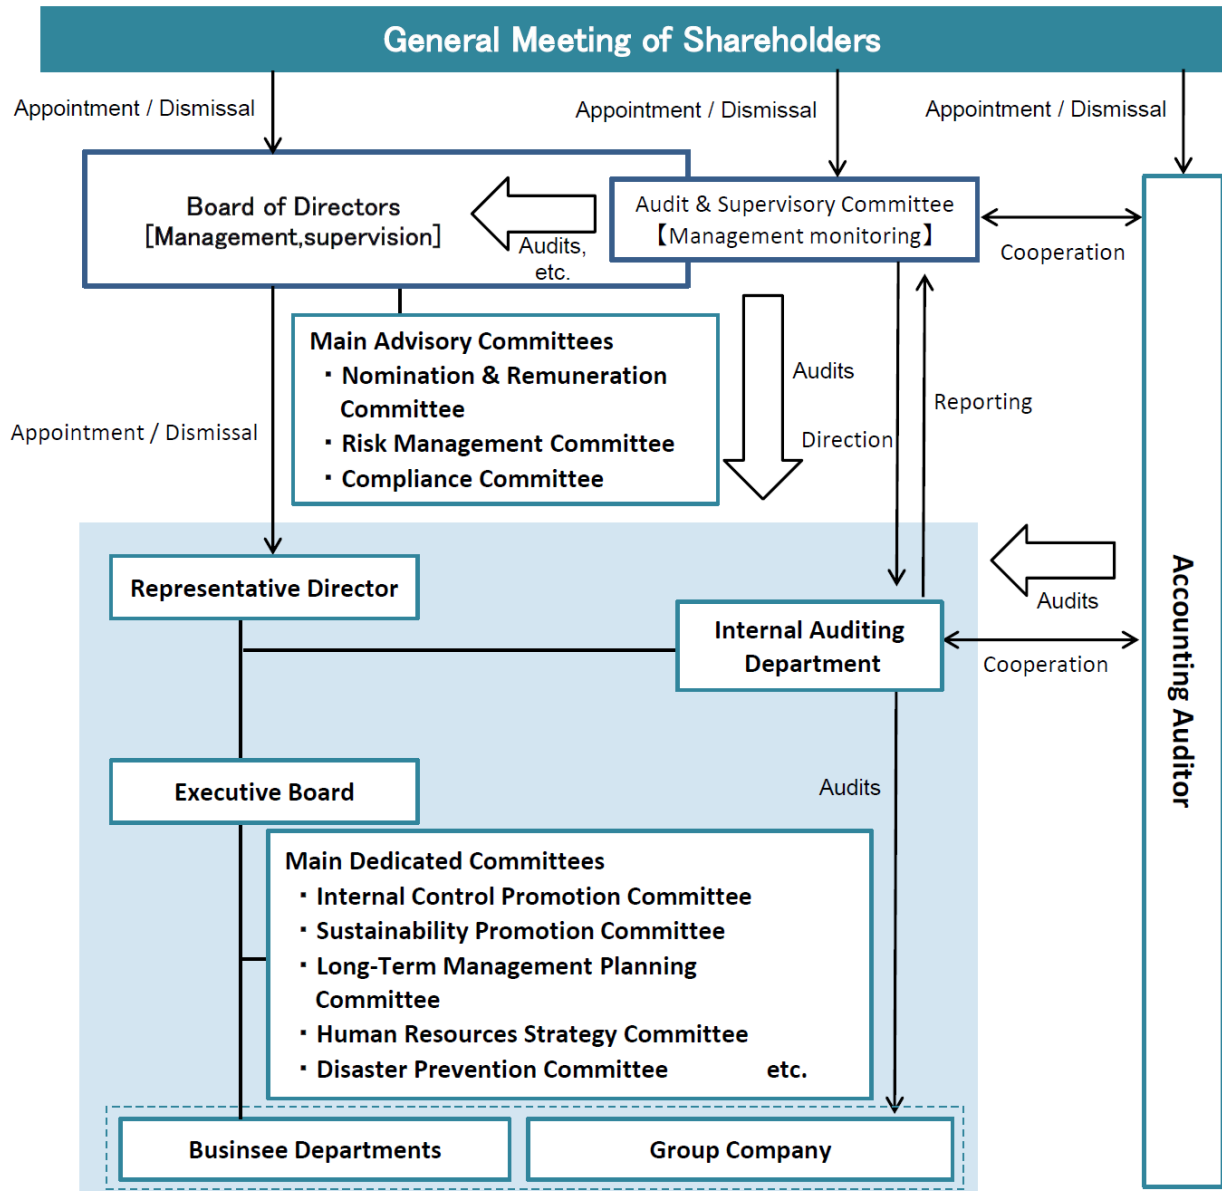 General Meeting of Shareholders
Appointment / Dismissal
Appointment / Dismissal
Appointment / Dismissal
Board of Directors
[Management,supervision]
Audits,
etc.
Audit & Supervisory Committee
【Management monitoring】
Cooperation
Main Advisory Committees
・Nomination & Remuneration
Committee
・Risk Management Committee
・Compliance Committee
Appointment / Dismissal
Audits
Direction
Reporting
Representative Director
Internal Auditing
Department
Audits
Cooperation
Accounting Auditor
Executive Board
Audits
Main Dedicated Committees
・Internal Control Promotion Committee
・Sustainability Promotion Committee
・Long-Term Management Planning
Committee
・Human Resources Strategy Committee
・Disaster Prevention Committee etc.
Businsee Departments
Group Company